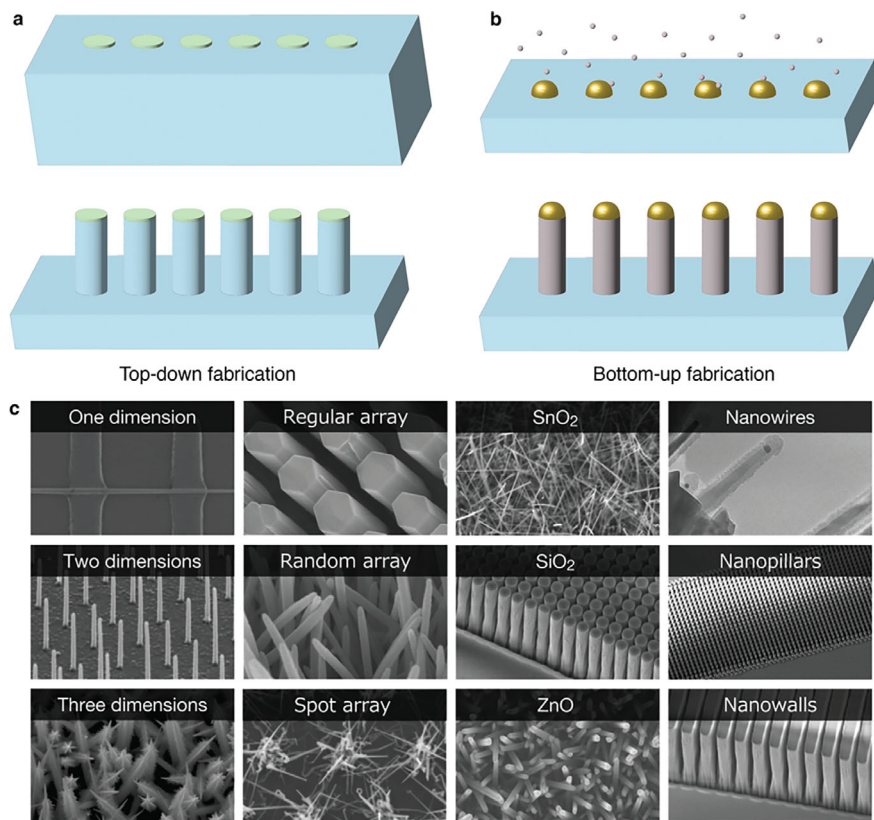 a
b
Top-down fabrication
Bottom-up fabrication
c
One dimension
Regular array
SnO₂
Nanowires
Two dimensions
Random array
SiO₂
Nanopillars
Three dimensions
Spot array
ZnO
Nanowalls